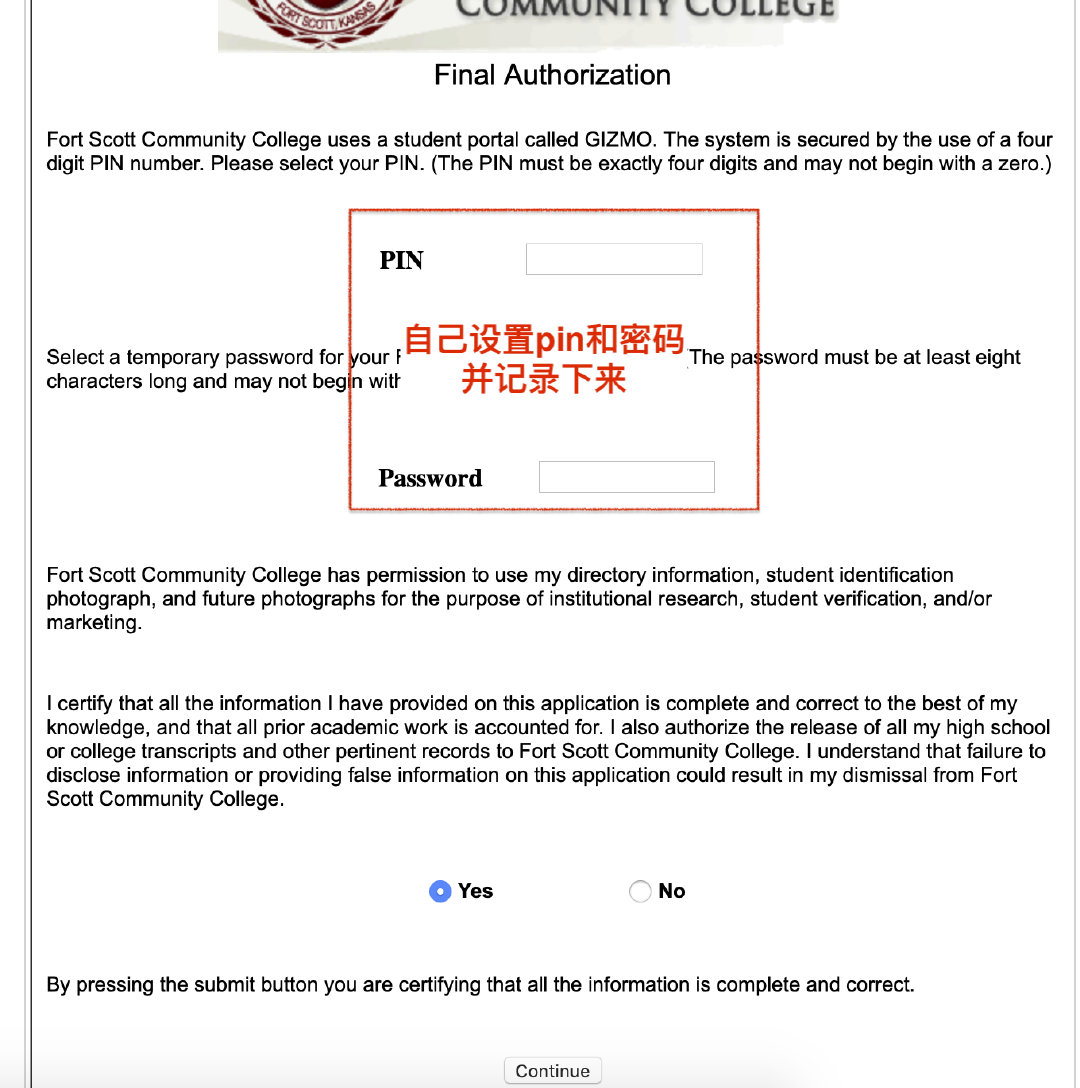 FORT SCOTT, KANSAS
COMMUNITY COLLEGE
Final Authorization
Fort Scott Community College uses a student portal called GIZMO. The system is secured by the use of a four
digit PIN number. Please select your PIN. (The PIN must be exactly four digits and may not begin with a zero.)
PIN
自己设置pin和密码
并记录下来
Select a temporary password for your The password must be at least eight
characters long and may not begin with
Password
Fort Scott Community College has permission to use my directory information, student identification
photograph, and future photographs for the purpose of institutional research, student verification, and/or
marketing.
I certify that all the information I have provided on this application is complete and correct to the best of my
knowledge, and that all prior academic work is accounted for. I also authorize the release of all my high school
or college transcripts and other pertinent records to Fort Scott Community College. I understand that failure to
disclose information or providing false information on this application could result in my dismissal from Fort
Scott Community College.
Yes No
By pressing the submit button you are certifying that all the information is complete and correct.
Continue